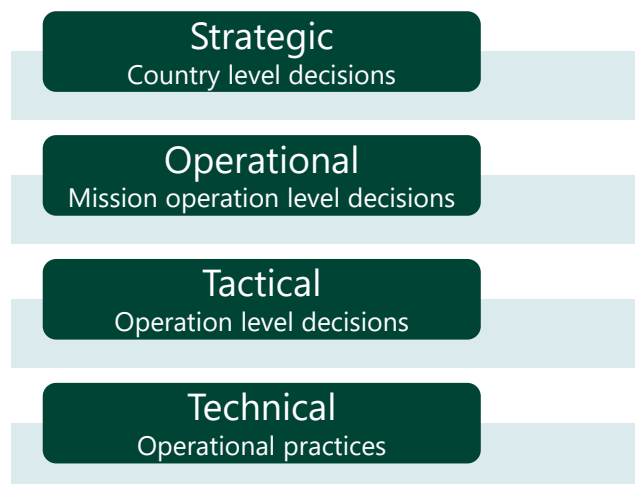 Strategic
Country level decisions
Operational
Mission operation level decisions
Tactical
Operation level decisions
Technical
Operational practices